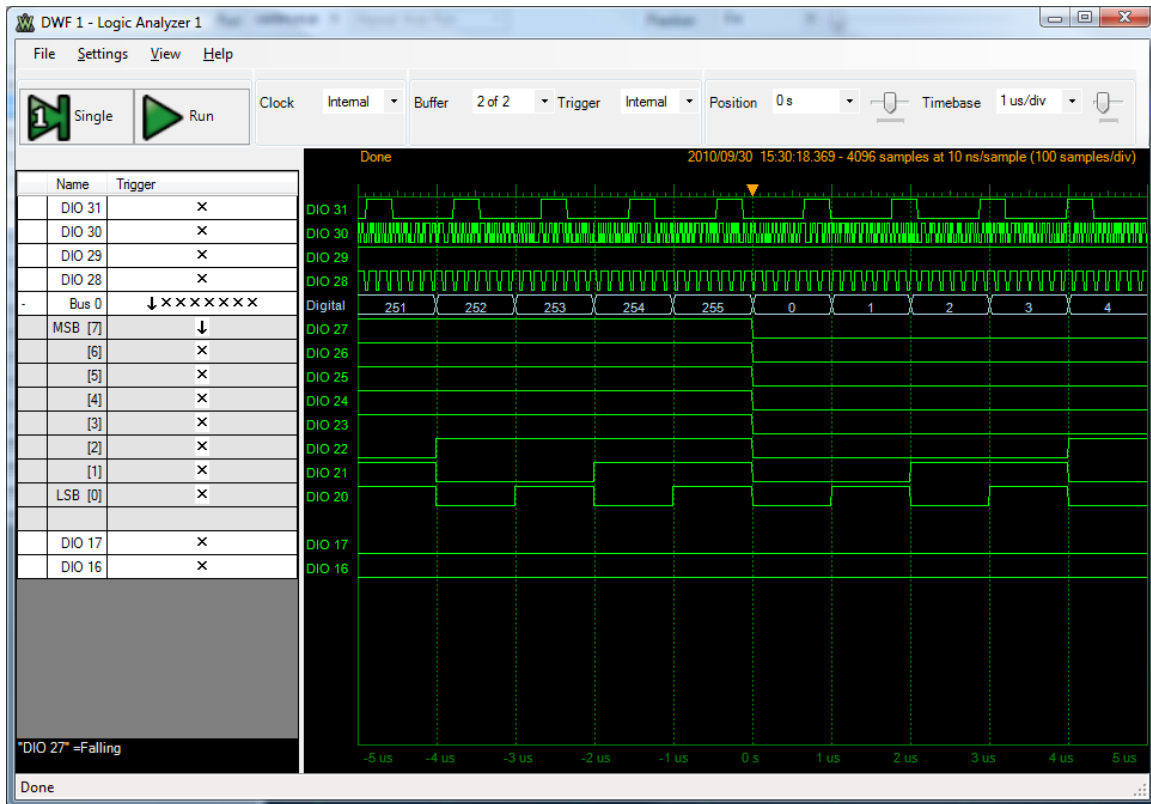 DWF 1 - Logic Analyzer 1
File Settings View Help
1 Single Run Clock Internal Buffer 2 of 2 Trigger Internal Position 0 s Timebase 1 us/div
Done 2010/09/30 15:30:18.369 - 4096 samples at 10 ns/sample (100 samples/div)
Name Trigger
DIO 31 × DIO 31
DIO 30 × DIO 30
DIO 29 × DIO 29
DIO 28 × DIO 28
- Bus 0 ↓××××××× Digital 251 252 253 254 255 0 1 2 3 4
MSB [7] ↓ DIO 27
[6] × DIO 26
[5] × DIO 25
[4] × DIO 24
[3] × DIO 23
[2] × DIO 22
[1] × DIO 21
LSB [0] × DIO 20
DIO 17 × DIO 17
DIO 16 × DIO 16
"DIO 27" =Falling
-5 us -4 us -3 us -2 us -1 us 0 s 1 us 2 us 3 us 4 us 5 us
Done